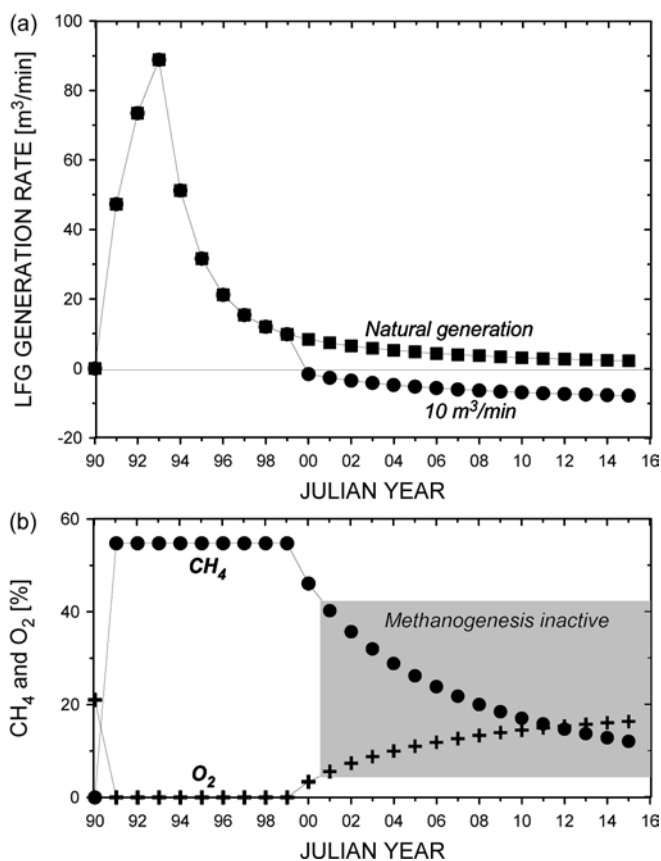 (a)
LFG GENERATION RATE [m³/min]
100
80
60
40
20
0
-20
Natural generation
10 m³/min
90 92 94 96 98 00 02 04 06 08 10 12 14 16
JULIAN YEAR
(b)
CH₄ and O₂ [%]
60
40
20
0
CH₄
Methanogenesis inactive
O₂
90 92 94 96 98 00 02 04 06 08 10 12 14 16
JULIAN YEAR